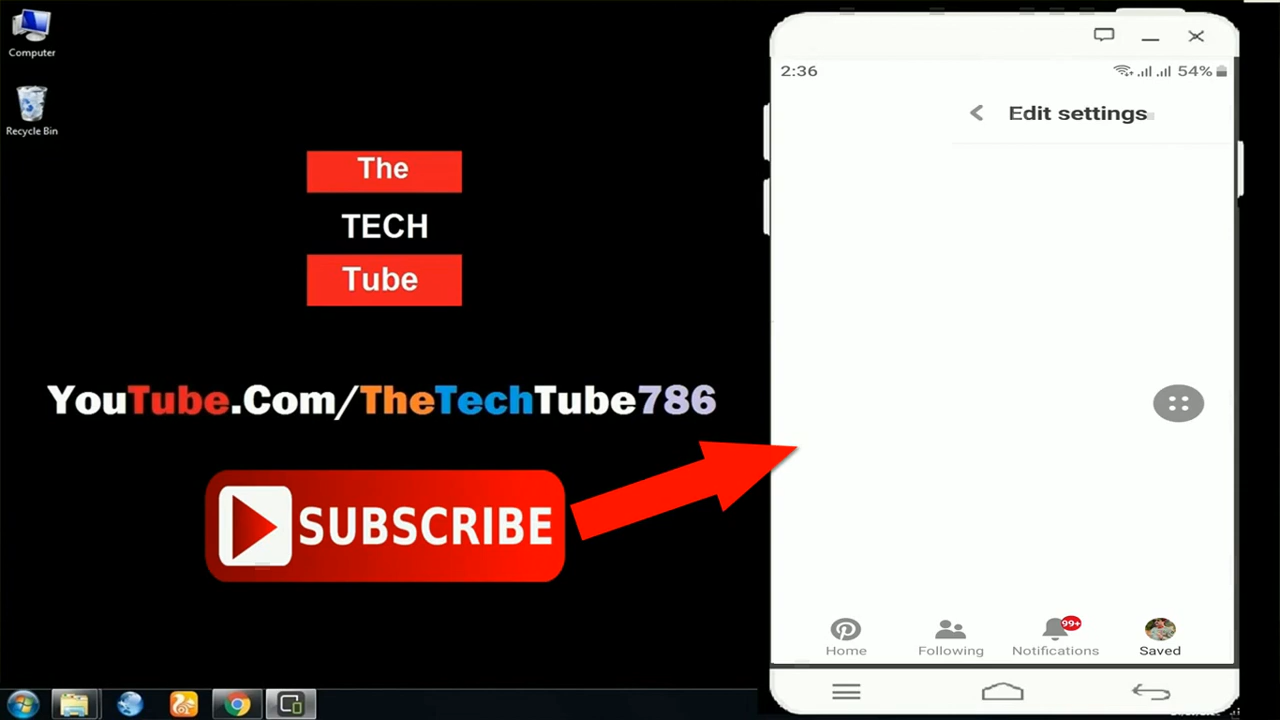 Computer
Recycle Bin
The
TECH
Tube
YouTube.Com/TheTechTube786
SUBSCRIBE
2:36
54%
Edit settings
99+
Home
Following
Notifications
Saved